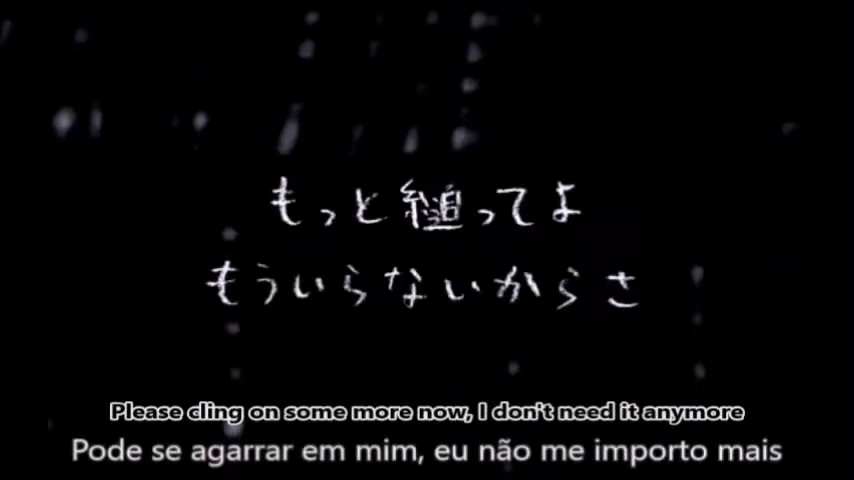 もっと縋ってよ
もういらないからさ
Please cling on some more now, I don't need it anymore
Pode se agarrar em mim, eu não me importo mais